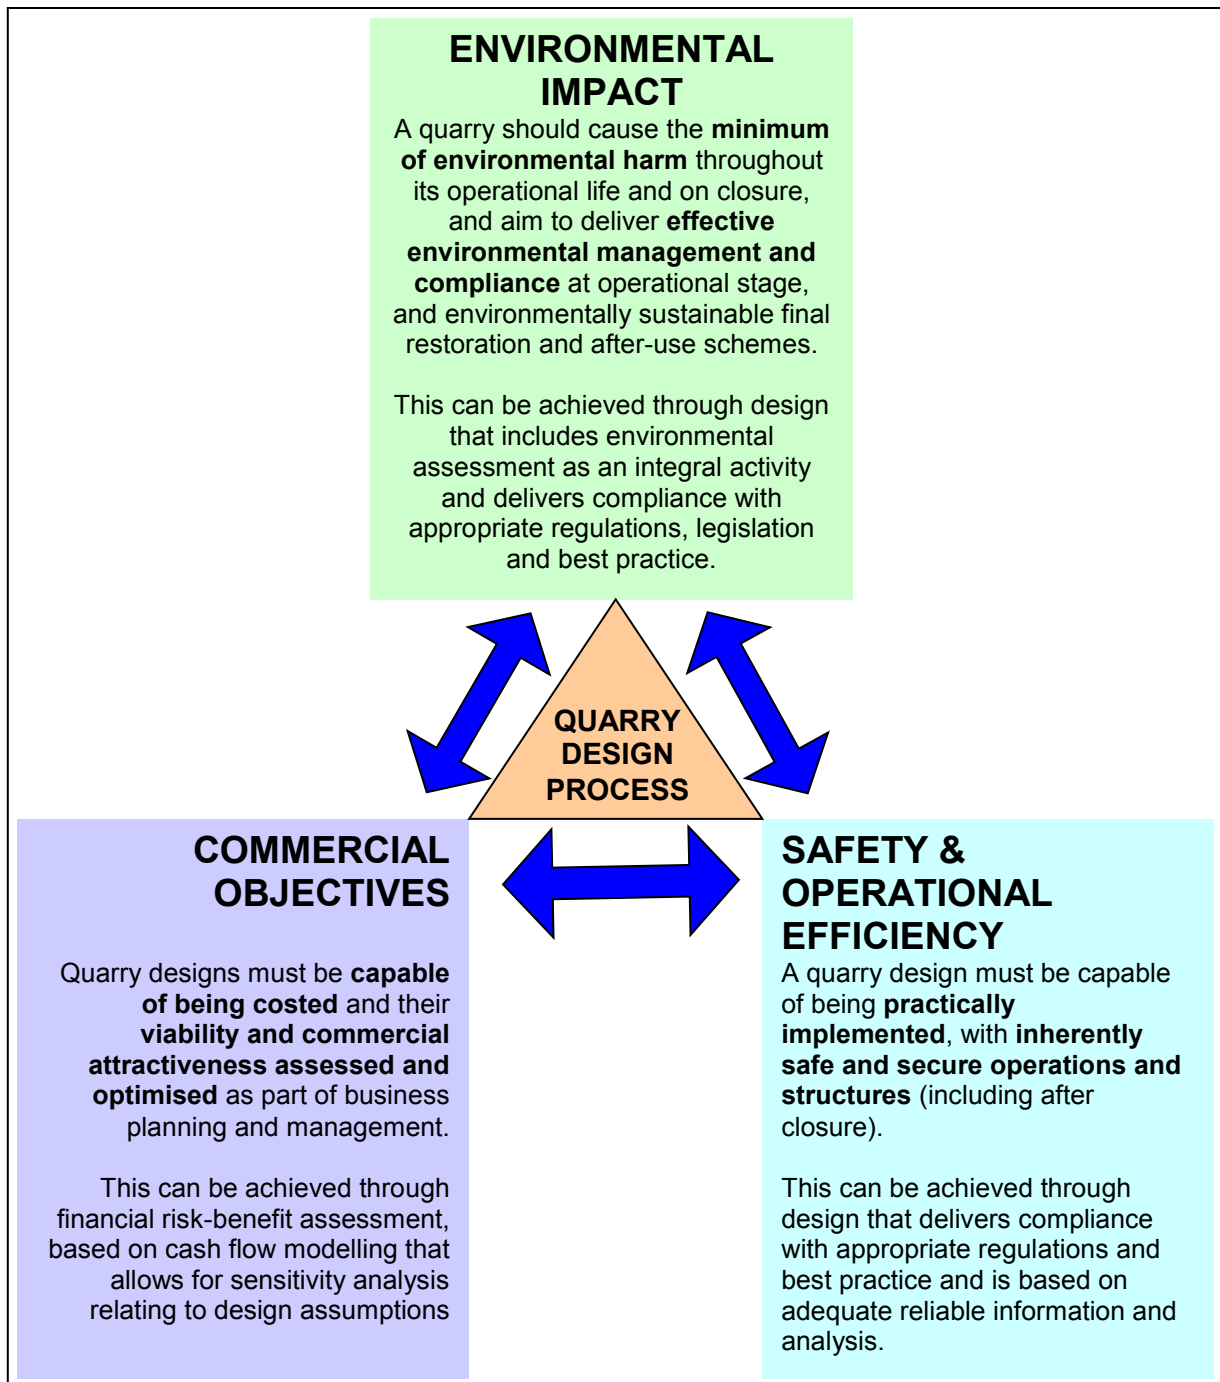 ENVIRONMENTAL
IMPACT
A quarry should cause the minimum
of environmental harm throughout
its operational life and on closure,
and aim to deliver effective
environmental management and
compliance at operational stage,
and environmentally sustainable final
restoration and after-use schemes.
This can be achieved through design
that includes environmental
assessment as an integral activity
and delivers compliance with
appropriate regulations, legislation
and best practice.
QUARRY
DESIGN
PROCESS
COMMERCIAL
OBJECTIVES
Quarry designs must be capable
of being costed and their
viability and commercial
attractiveness assessed and
optimised as part of business
planning and management.
This can be achieved through
financial risk-benefit assessment,
based on cash flow modelling that
allows for sensitivity analysis
relating to design assumptions
SAFETY &
OPERATIONAL
EFFICIENCY
A quarry design must be capable
of being practically
implemented, with inherently
safe and secure operations and
structures (including after
closure).
This can be achieved through
design that delivers compliance
with appropriate regulations and
best practice and is based on
adequate reliable information and
analysis.